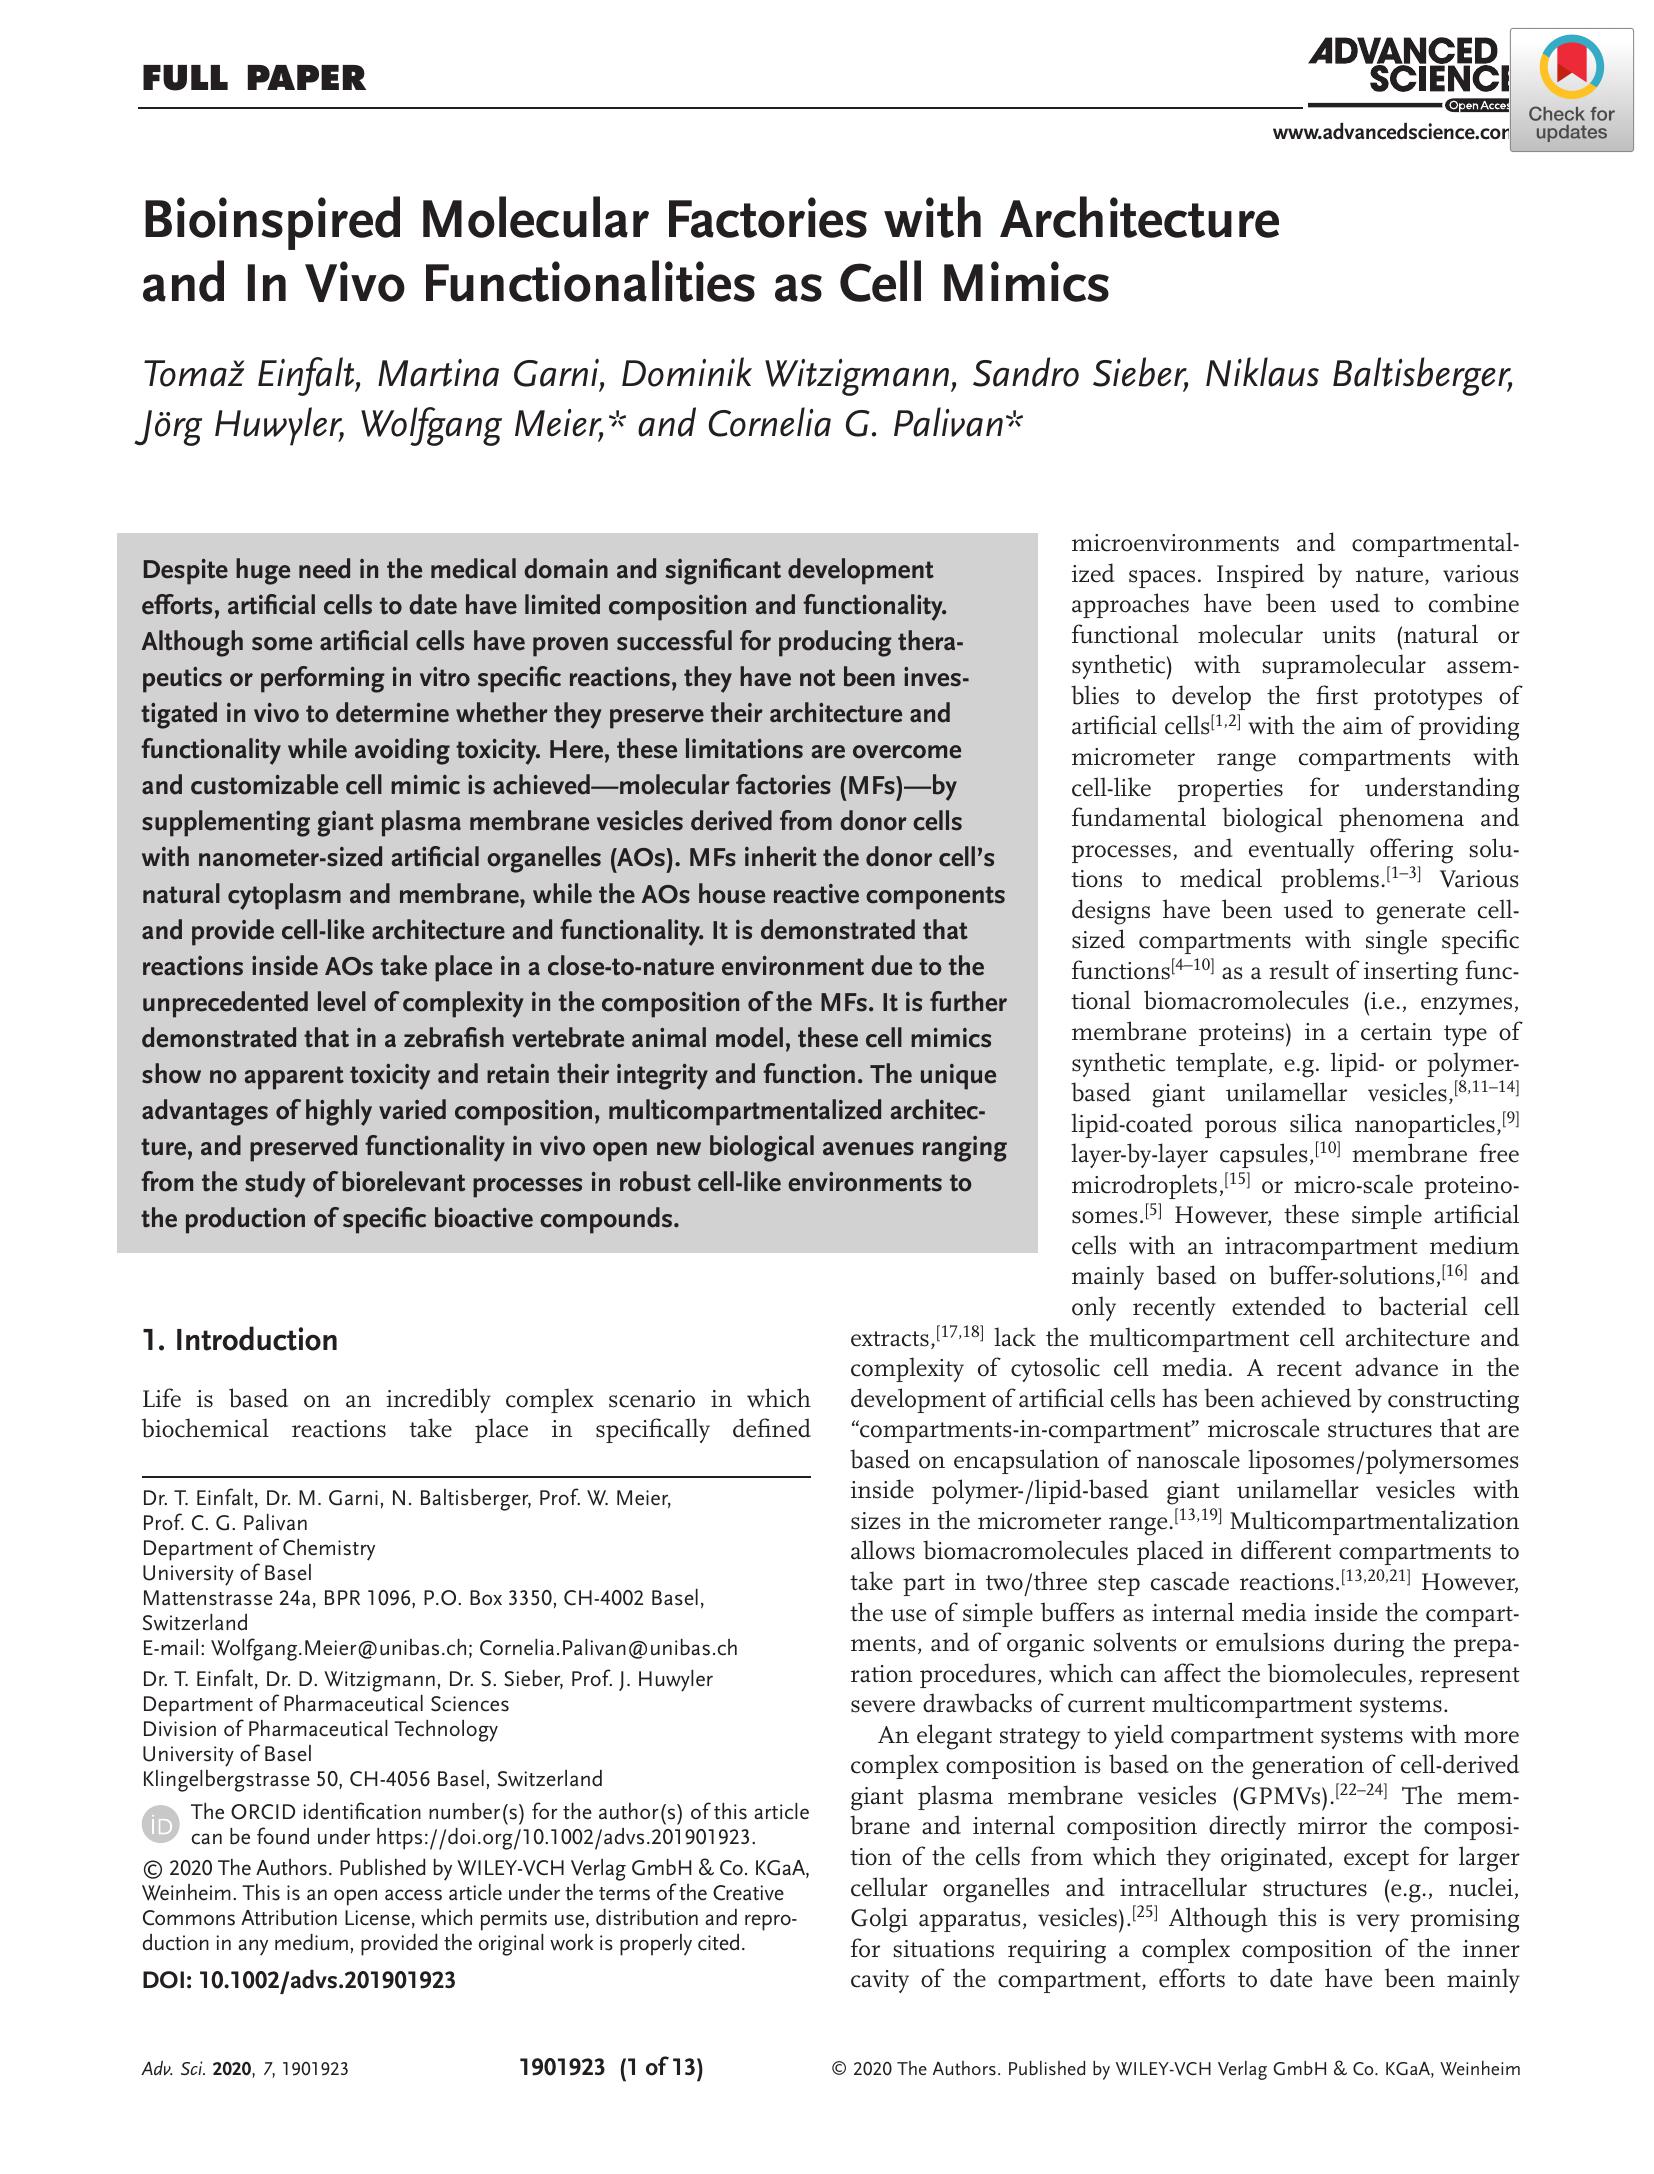 FULL PAPER
ADVANCED
SCIENCE
Open Acces
www.advancedscience.com
Check for
updates
Bioinspired Molecular Factories with Architecture
and In Vivo Functionalities as Cell Mimics
Tomaž Einfalt, Martina Garni, Dominik Witzigmann, Sandro Sieber, Niklaus Baltisberger,
Jörg Huwyler, Wolfgang Meier,* and Cornelia G. Palivan*
Despite huge need in the medical domain and significant development
efforts, artificial cells to date have limited composition and functionality.
Although some artificial cells have proven successful for producing thera-
peutics or performing in vitro specific reactions, they have not been inves-
tigated in vivo to determine whether they preserve their architecture and
functionality while avoiding toxicity. Here, these limitations are overcome
and customizable cell mimic is achieved—molecular factories (MFs)—by
supplementing giant plasma membrane vesicles derived from donor cells
with nanometer-sized artificial organelles (AOs). MFs inherit the donor cell's
natural cytoplasm and membrane, while the AOs house reactive components
and provide cell-like architecture and functionality. It is demonstrated that
reactions inside AOs take place in a close-to-nature environment due to the
unprecedented level of complexity in the composition of the MFs. It is further
demonstrated that in a zebrafish vertebrate animal model, these cell mimics
show no apparent toxicity and retain their integrity and function. The unique
advantages of highly varied composition, multicompartmentalized architec-
ture, and preserved functionality in vivo open new biological avenues ranging
from the study of biorelevant processes in robust cell-like environments to
the production of specific bioactive compounds.
1. Introduction
Life is based on an incredibly complex scenario in which
biochemical reactions take place in specifically defined
microenvironments and compartmental-
ized spaces. Inspired by nature, various
approaches have been used to combine
functional molecular units (natural or
synthetic) with supramolecular assem-
blies to develop the first prototypes of
artificial cells[1,2] with the aim of providing
micrometer range compartments with
cell-like properties for understanding
fundamental biological phenomena and
processes, and eventually offering solu-
tions to medical problems.[1–3] Various
designs have been used to generate cell-
sized compartments with single specific
functions[4–10] as a result of inserting func-
tional biomacromolecules (i.e., enzymes,
membrane proteins) in a certain type of
synthetic template, e.g. lipid- or polymer-
based giant unilamellar vesicles,[8,11–14]
lipid-coated porous silica nanoparticles,[9]
layer-by-layer capsules,[10] membrane free
microdroplets,[15] or micro-scale proteino-
somes.[5] However, these simple artificial
cells with an intracompartment medium
mainly based on buffer-solutions,[16] and
only recently extended to bacterial cell
extracts,[17,18] lack the multicompartment cell architecture and
complexity of cytosolic cell media. A recent advance in the
development of artificial cells has been achieved by constructing
“compartments-in-compartment” microscale structures that are
based on encapsulation of nanoscale liposomes/polymersomes
inside polymer-/lipid-based giant unilamellar vesicles with
sizes in the micrometer range.[13,19] Multicompartmentalization
allows biomacromolecules placed in different compartments to
take part in two/three step cascade reactions.[13,20,21] However,
the use of simple buffers as internal media inside the compart-
ments, and of organic solvents or emulsions during the prepa-
ration procedures, which can affect the biomolecules, represent
severe drawbacks of current multicompartment systems.
An elegant strategy to yield compartment systems with more
complex composition is based on the generation of cell-derived
giant plasma membrane vesicles (GPMVs).[22–24] The mem-
brane and internal composition directly mirror the composi-
tion of the cells from which they originated, except for larger
cellular organelles and intracellular structures (e.g., nuclei,
Golgi apparatus, vesicles).[25] Although this is very promising
for situations requiring a complex composition of the inner
cavity of the compartment, efforts to date have been mainly
Dr. T. Einfalt, Dr. M. Garni, N. Baltisberger, Prof. W. Meier,
Prof. C. G. Palivan
Department of Chemistry
University of Basel
Mattenstrasse 24a, BPR 1096, P.O. Box 3350, CH-4002 Basel,
Switzerland
E-mail: Wolfgang.Meier@unibas.ch; Cornelia.Palivan@unibas.ch
Dr. T. Einfalt, Dr. D. Witzigmann, Dr. S. Sieber, Prof. J. Huwyler
Department of Pharmaceutical Sciences
Division of Pharmaceutical Technology
University of Basel
Klingelbergstrasse 50, CH-4056 Basel, Switzerland
iD
The ORCID identification number(s) for the author(s) of this article
can be found under https://doi.org/10.1002/advs.201901923.
© 2020 The Authors. Published by WILEY-VCH Verlag GmbH & Co. KGaA,
Weinheim. This is an open access article under the terms of the Creative
Commons Attribution License, which permits use, distribution and repro-
duction in any medium, provided the original work is properly cited.
DOI: 10.1002/advs.201901923
Adv. Sci. 2020, 7, 1901923
1901923 (1 of 13)
© 2020 The Authors. Published by WILEY-VCH Verlag GmbH & Co. KGaA, Weinheim